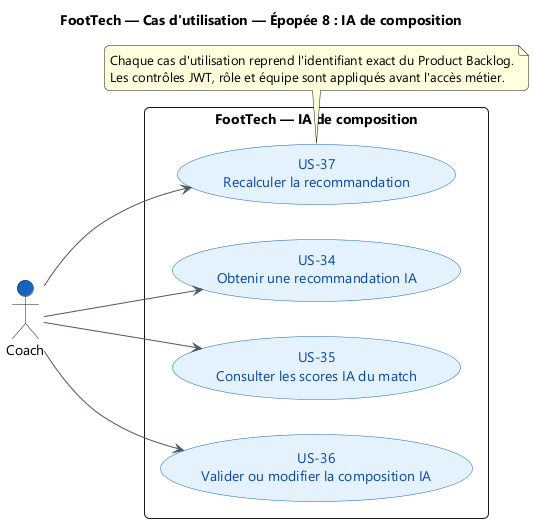 FootTech — Cas d'utilisation — Épopée 8 : IA de composition
Chaque cas d'utilisation reprend l'identifiant exact du Product Backlog.
Les contrôles JWT, rôle et équipe sont appliqués avant l'accès métier.
FootTech — IA de composition
US-37
Recalculer la recommandation
US-34
Obtenir une recommandation IA
US-35
Consulter les scores IA du match
US-36
Valider ou modifier la composition IA
Coach